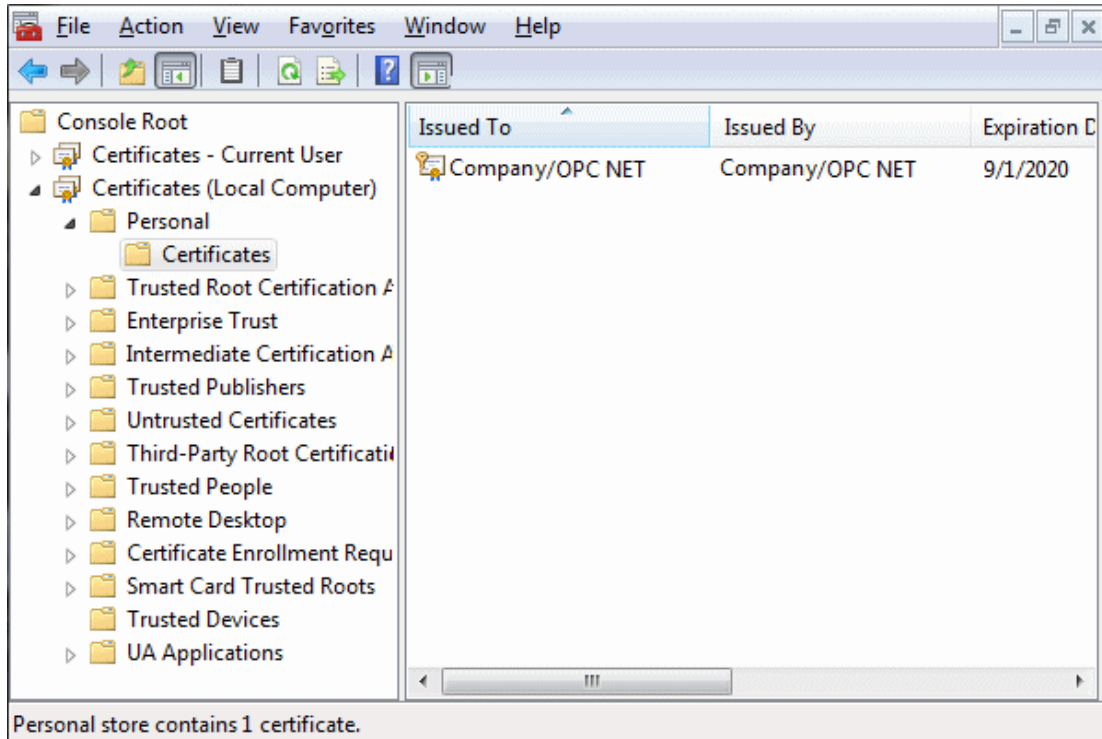 File Action View Favorites Window Help
Console Root
Certificates - Current User
Certificates (Local Computer)
Personal
Certificates
Trusted Root Certification A
Enterprise Trust
Intermediate Certification A
Trusted Publishers
Untrusted Certificates
Third-Party Root Certificati
Trusted People
Remote Desktop
Certificate Enrollment Requ
Smart Card Trusted Roots
Trusted Devices
UA Applications
Issued To Issued By Expiration D
Company/OPC NET Company/OPC NET 9/1/2020
Personal store contains 1 certificate.